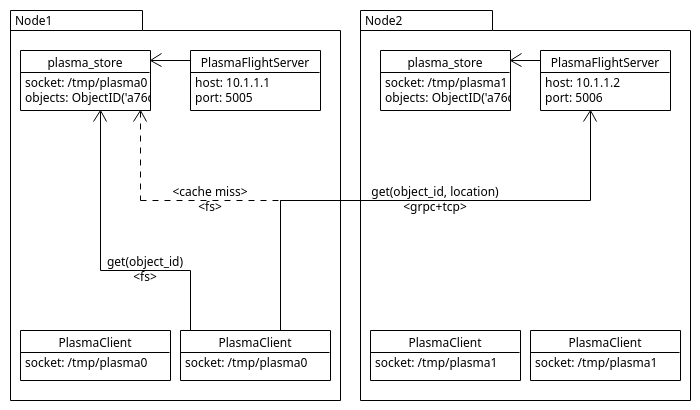 Node1
Node2
plasma_store
socket: /tmp/plasma0
objects: ObjectID('a76
PlasmaFlightServer
host: 10.1.1.1
port: 5005
plasma_store
socket: /tmp/plasma1
objects: ObjectID('a76
PlasmaFlightServer
host: 10.1.1.2
port: 5006
<cache miss>
<fs>
get(object_id, location)
<grpc+tcp>
get(object_id)
<fs>
PlasmaClient
socket: /tmp/plasma0
PlasmaClient
socket: /tmp/plasma0
PlasmaClient
socket: /tmp/plasma1
PlasmaClient
socket: /tmp/plasma1